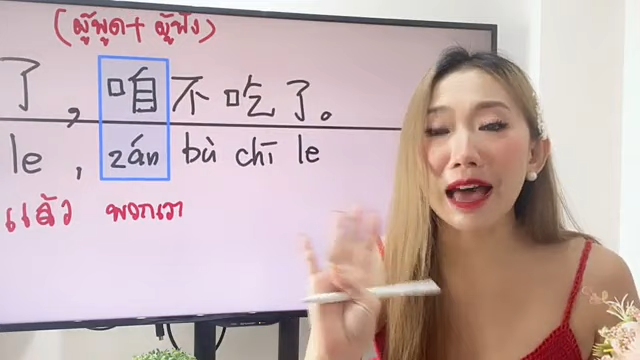 (ผู้พูด + ผู้ฟัง)
了，咱不吃了。
le , zán bù chī le
แล้ว พวกเรา